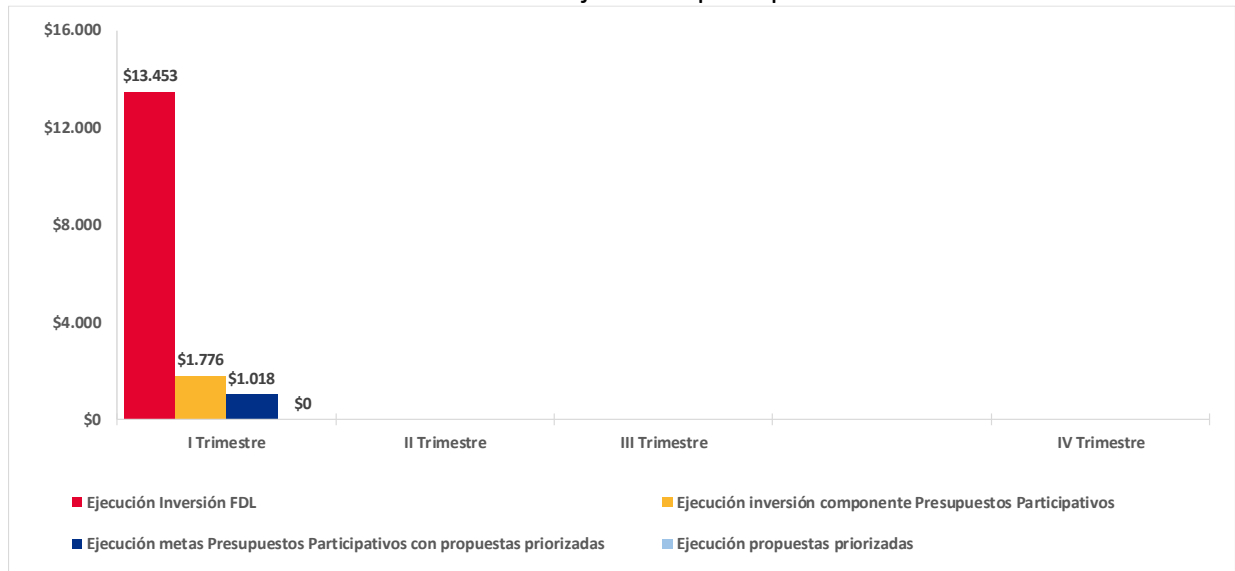 $16.000
$13.453
$12.000
$8.000
$4.000
$1.776
$1.018
$0
$0
I Trimestre
II Trimestre
III Trimestre
IV Trimestre
Ejecución Inversión FDL
Ejecución inversión componente Presupuestos Participativos
Ejecución metas Presupuestos Participativos con propuestas priorizadas
Ejecución propuestas priorizadas